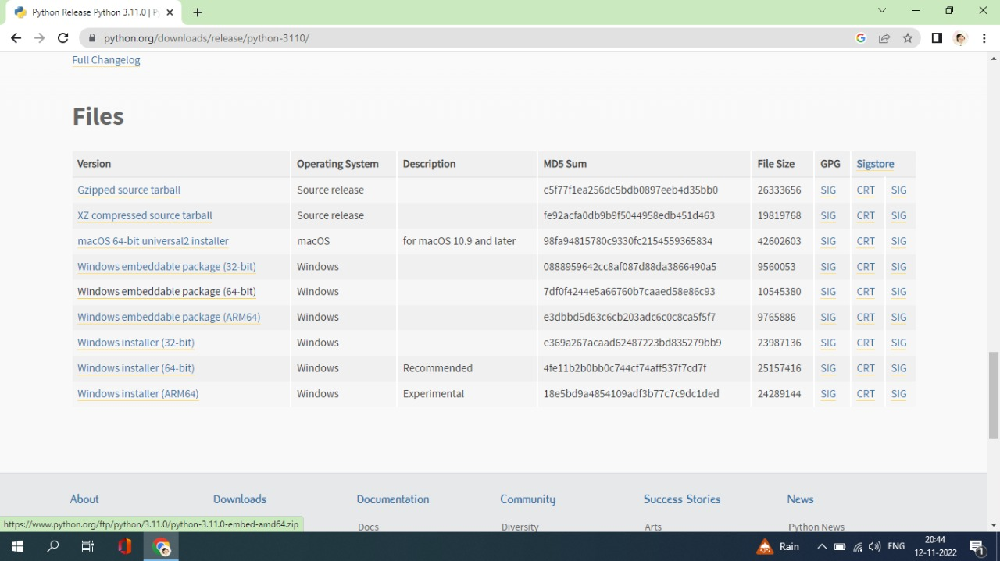 Python Release Python 3.11.0 | P
python.org/downloads/release/python-3110/
Full Changelog
Files
Version Operating System Description MD5 Sum File Size GPG Sigstore
Gzipped source tarball Source release c5f77f1ea256dc5bdb0897eeb4d35bb0 26333656 SIG CRT SIG
XZ compressed source tarball Source release fe92acfa0db9b9f5044958edb451d463 19819768 SIG CRT SIG
macOS 64-bit universal2 installer macOS for macOS 10.9 and later 98fa94815780c9330fc2154559365834 42602603 SIG CRT SIG
Windows embeddable package (32-bit) Windows 0888959642cc8af087d88da3866490a5 9560053 SIG CRT SIG
Windows embeddable package (64-bit) Windows 7df0f4244e5a66760b7caaed58e86c93 10545380 SIG CRT SIG
Windows embeddable package (ARM64) Windows e3dbbd5d63c6cb203adc6c0c8ca5f5f7 9765886 SIG CRT SIG
Windows installer (32-bit) Windows e369a267acaad62487223bd835279bb9 23987136 SIG CRT SIG
Windows installer (64-bit) Windows Recommended 4fe11b2b0bb0c744cf74aff537f7cd7f 25157416 SIG CRT SIG
Windows installer (ARM64) Windows Experimental 18e5bd9a4854109adf3b77c7c9dc1ded 24289144 SIG CRT SIG
About Downloads Documentation Community Success Stories News
https://www.python.org/ftp/python/3.11.0/python-3.11.0-embed-amd64.zip Docs Diversity Arts Python News
Rain ENG 20:44
12-11-2022 1